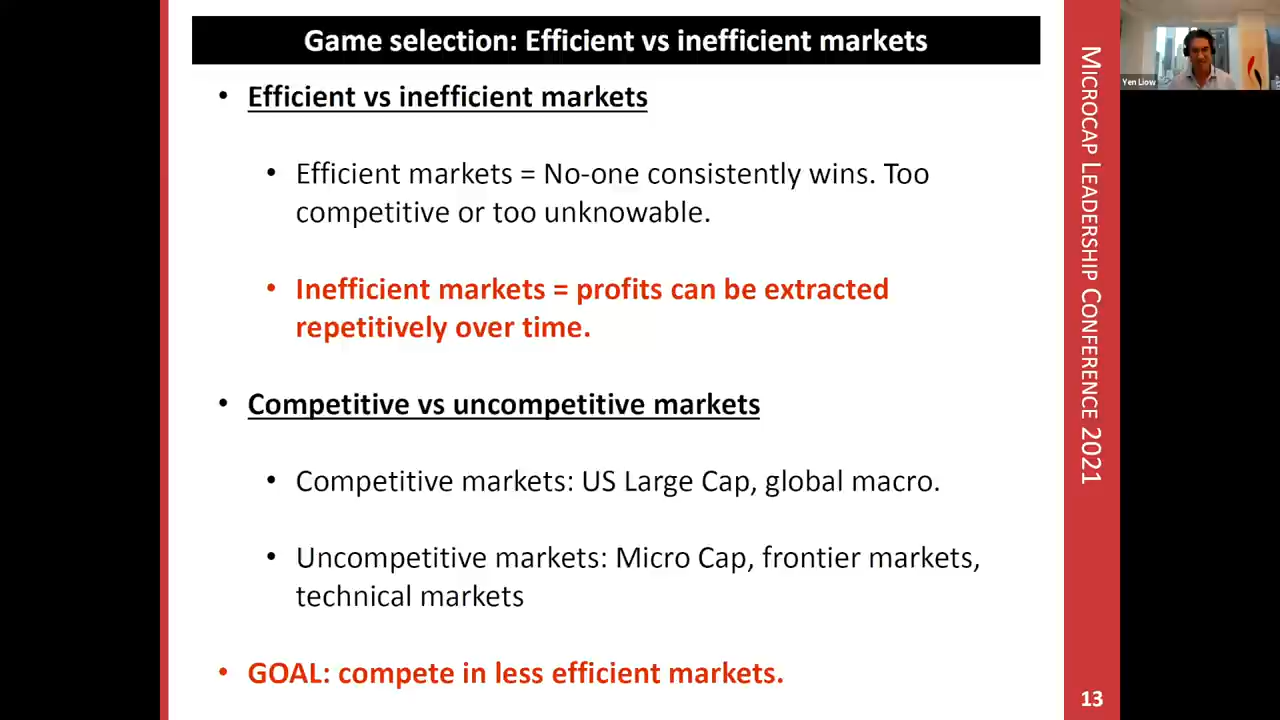 Game selection: Efficient vs inefficient markets
• Efficient vs inefficient markets
• Efficient markets = No-one consistently wins. Too
competitive or too unknowable.
• Inefficient markets = profits can be extracted
repetitively over time.
• Competitive vs uncompetitive markets
• Competitive markets: US Large Cap, global macro.
• Uncompetitive markets: Micro Cap, frontier markets,
technical markets
• GOAL: compete in less efficient markets.
MICROCAP LEADERSHIP CONFERENCE 2021
13
Yen Liow